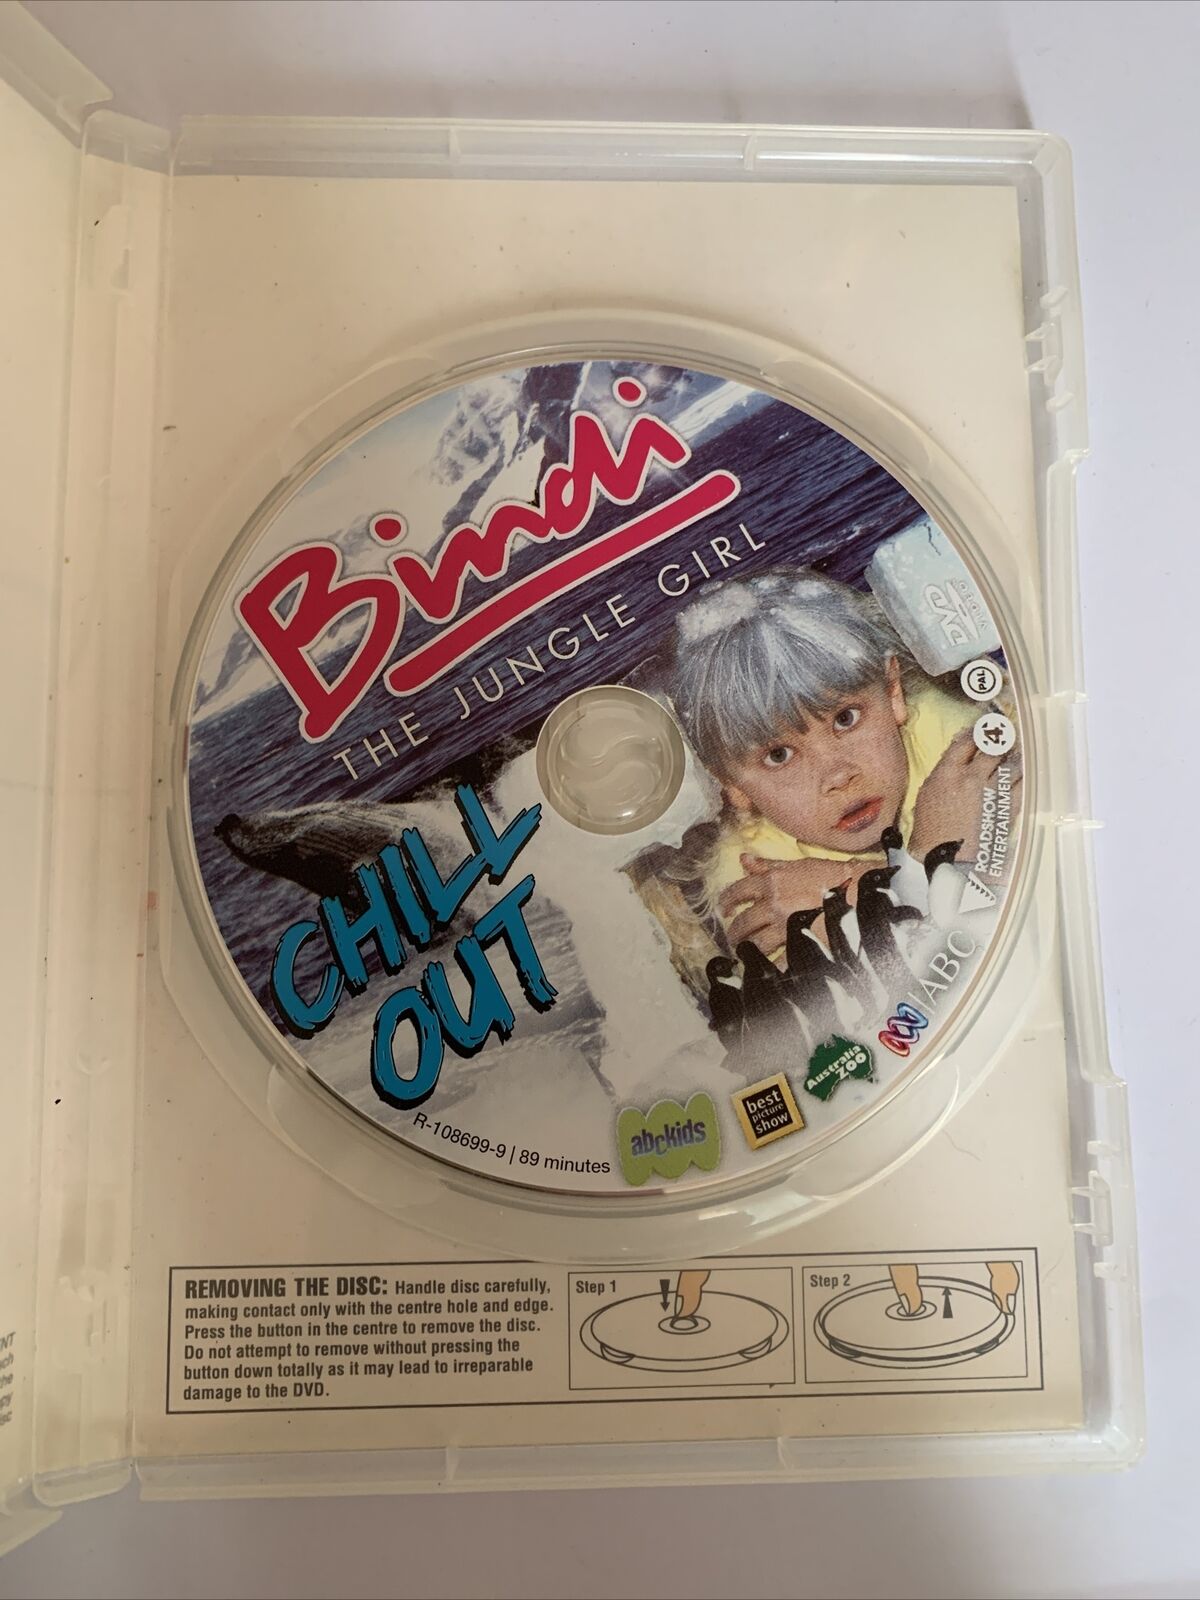 Bindi
THE JUNGLE GIRL
CHILL
OUT
DVD
VIDEO
PAL
4
ROADSHOW
ENTERTAINMENT
ABC
Australia
ZOO
best
picture
show
abckids
R-108699-9 | 89 minutes
REMOVING THE DISC: Handle disc carefully,
making contact only with the centre hole and edge.
Press the button in the centre to remove the disc.
Do not attempt to remove without pressing the
button down totally as it may lead to irreparable
damage to the DVD.
Step 1
Step 2